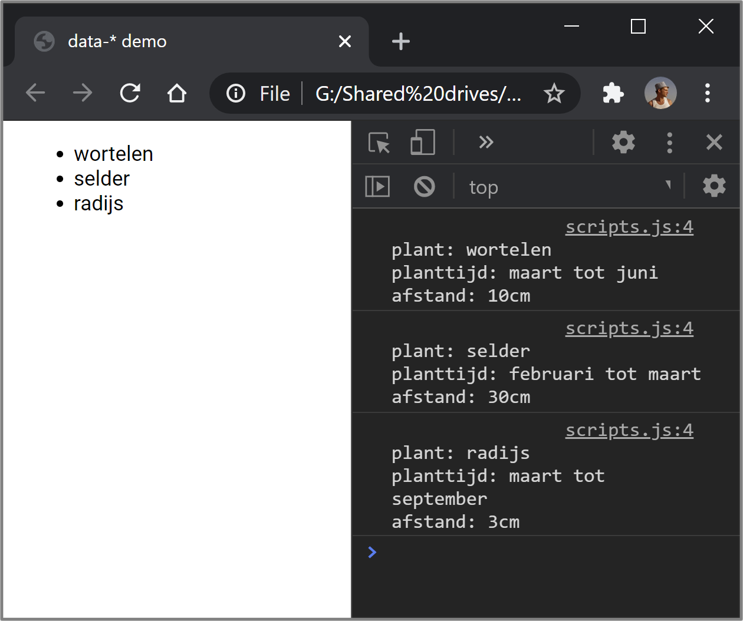 data-* demo
File
G:/Shared%20drives/...
wortelen
selder
radijs
top
scripts.js:4
plant: wortelen
planttijd: maart tot juni
afstand: 10cm
scripts.js:4
plant: selder
planttijd: februari tot maart
afstand: 30cm
scripts.js:4
plant: radijs
planttijd: maart tot
september
afstand: 3cm